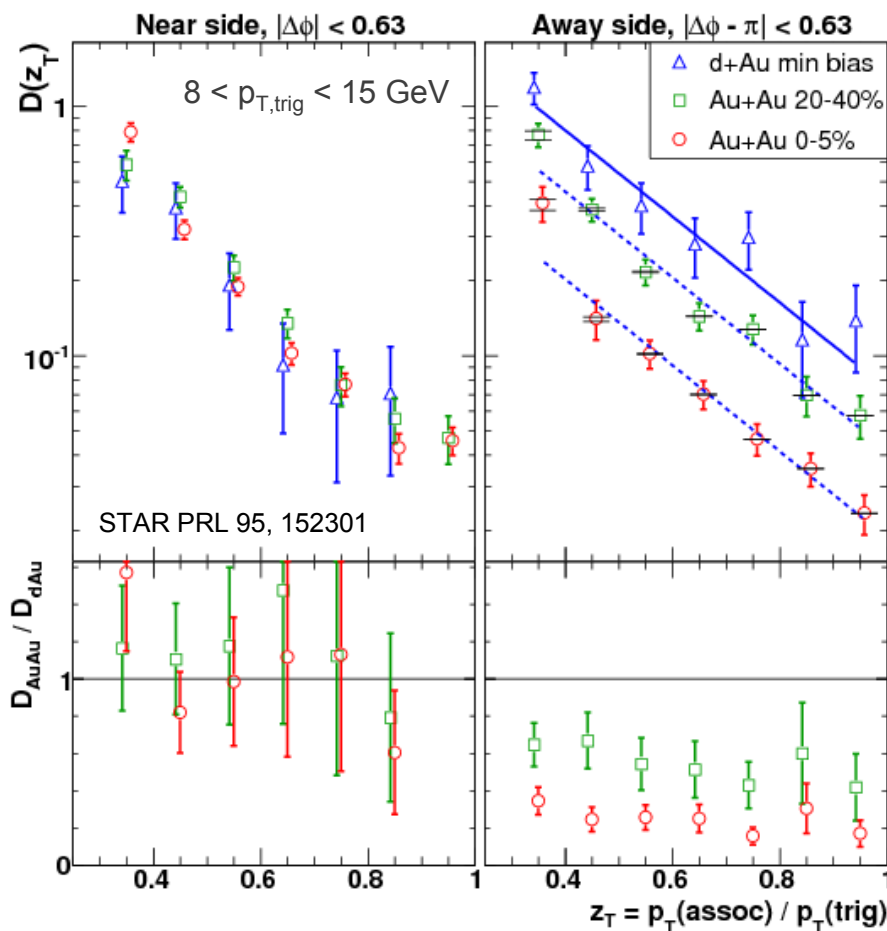 Near side, |Δϕ| < 0.63
Away side, |Δϕ - π| < 0.63
D(z_T)
8 < p_T,trig < 15 GeV
d+Au min bias
Au+Au 20-40%
Au+Au 0-5%
1
10^-1
STAR PRL 95, 152301
D_AuAu / D_dAu
1
0
0.4 0.6 0.8 0.4 0.6 0.8 1
z_T = p_T(assoc) / p_T(trig)